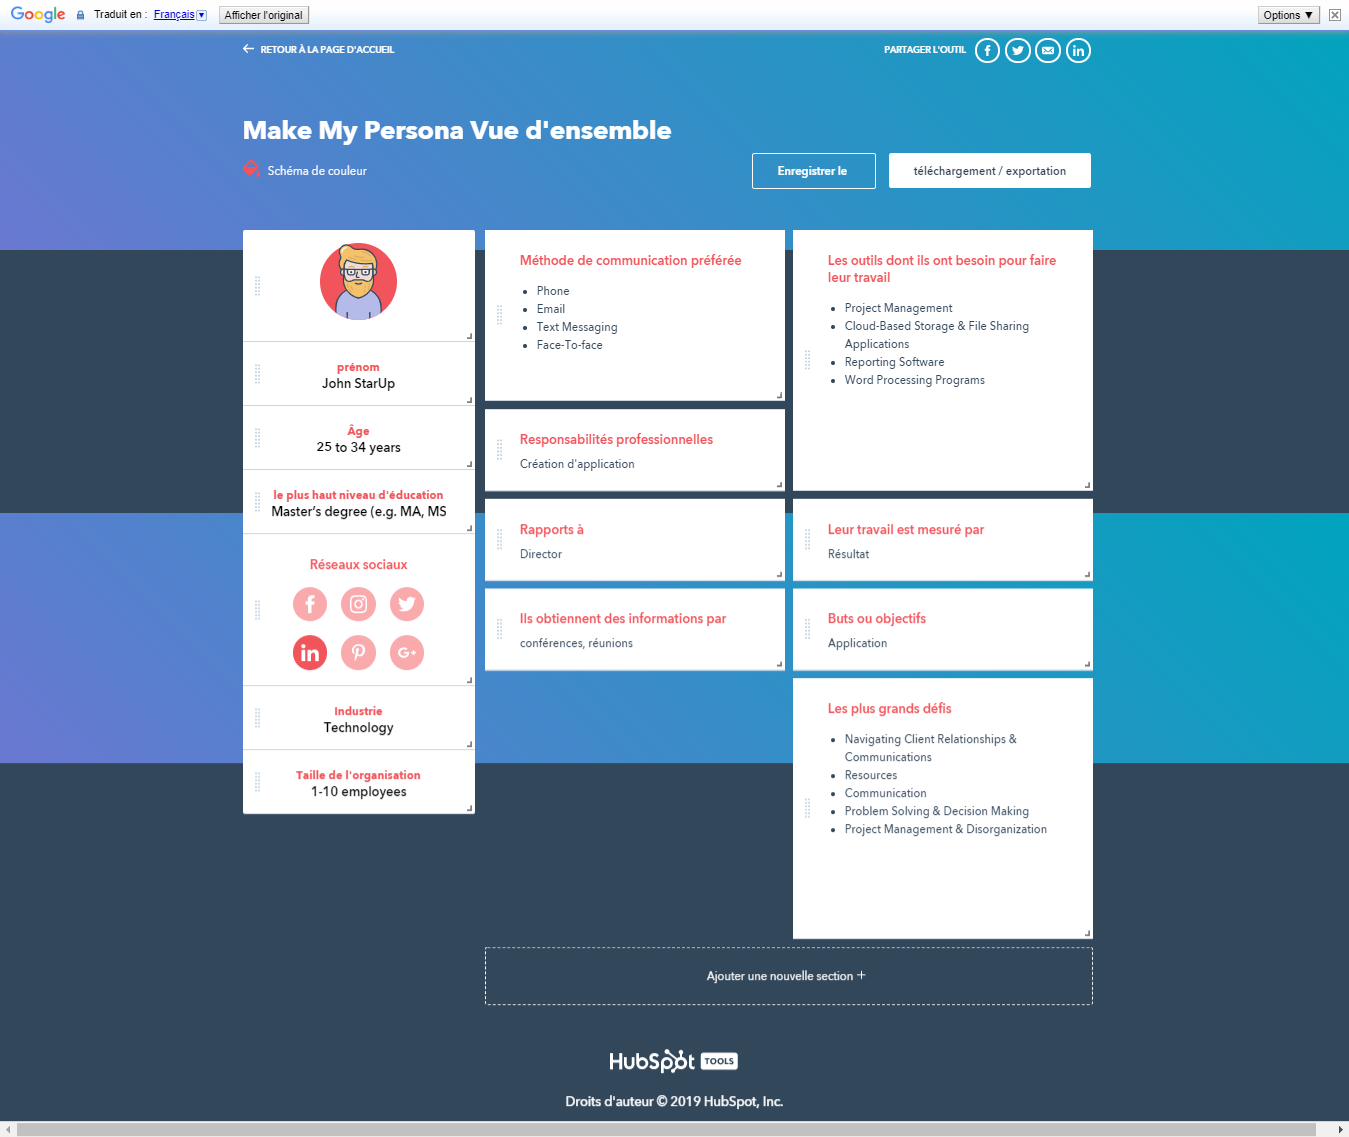 Google Traduit en : Français Afficher l'original Options ▼
RETOUR À LA PAGE D'ACCUEIL
PARTAGER L'OUTIL
Make My Persona Vue d'ensemble
Schéma de couleur
Enregistrer le
téléchargement / exportation
prénom
John StarUp
Âge
25 to 34 years
le plus haut niveau d'éducation
Master's degree (e.g. MA, MS
Réseaux sociaux
Industrie
Technology
Taille de l'organisation
1-10 employees
Méthode de communication préférée
Phone
Email
Text Messaging
Face-To-face
Responsabilités professionnelles
Création d'application
Rapports à
Director
Ils obtiennent des informations par
conférences, réunions
Les outils dont ils ont besoin pour faire
leur travail
Project Management
Cloud-Based Storage & File Sharing
Applications
Reporting Software
Word Processing Programs
Leur travail est mesuré par
Résultat
Buts ou objectifs
Application
Les plus grands défis
Navigating Client Relationships &
Communications
Resources
Communication
Problem Solving & Decision Making
Project Management & Disorganization
Ajouter une nouvelle section +
HubSpot TOOLS
Droits d'auteur © 2019 HubSpot, Inc.